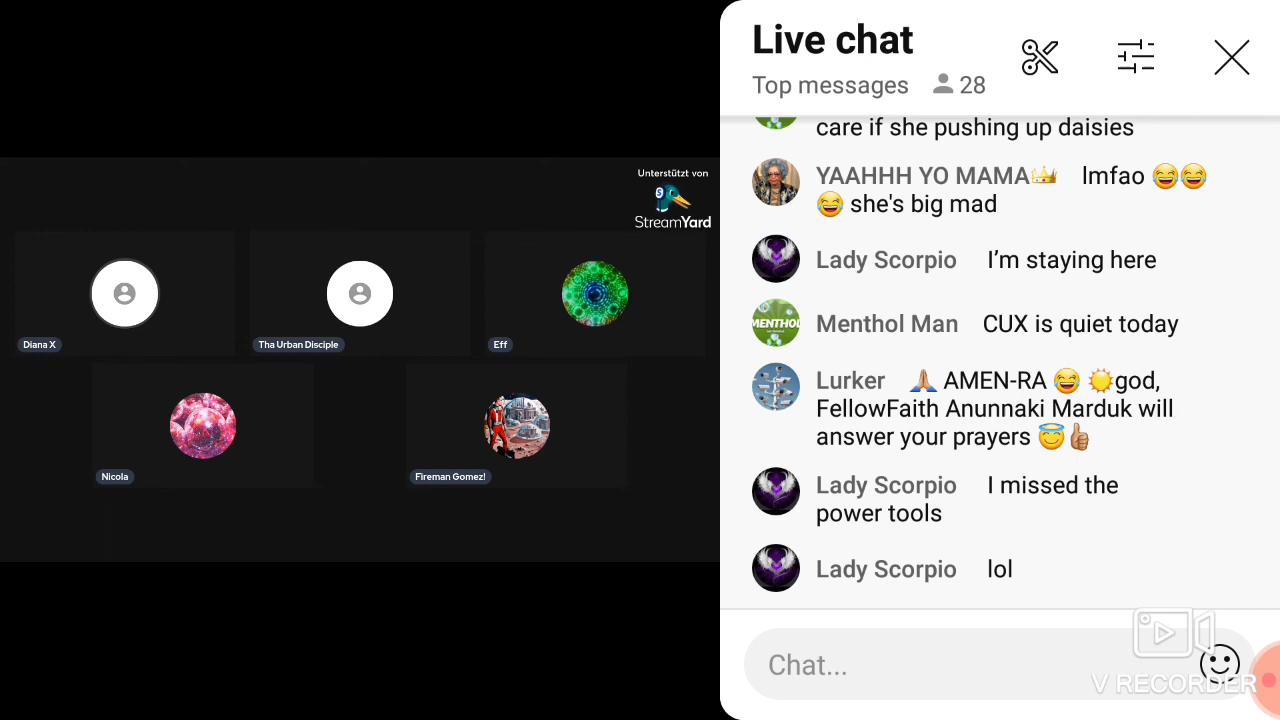 Unterstützt von
StreamYard
Diana X
Tha Urban Disciple
Eff
Nicola
Fireman Gomez!
Live chat
Top messages 28
care if she pushing up daisies
YAAHHH YO MAMA👑 lmfao 😂😂
😂 she's big mad
Lady Scorpio I’m staying here
MENTHOL
Menthol Man CUX is quiet today
Lurker 🙏🏼 AMEN-RA 😂 ☀️god,
FellowFaith Anunnaki Marduk will
answer your prayers 😇👍🏼
Lady Scorpio I missed the
power tools
Lady Scorpio lol
Chat...
V RECORDER